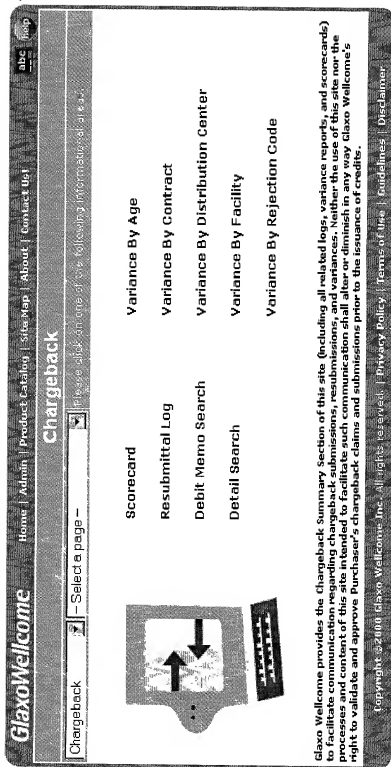 GlaxoWellcome
Home | Admin | Product Catalog | Site Map | About | Contact Us!
abc
help
Chargeback
Chargeback
- Select a page -
Please click on one of the following informational areas.
Scorecard
Variance By Age
Resubmittal Log
Variance By Contract
Debit Memo Search
Variance By Distribution Center
Detail Search
Variance By Facility
Variance By Rejection Code
Glaxo Wellcome provides the Chargeback Summary Section of this site (including all related logs, variance reports, and scorecards)
to facilitate communication regarding chargeback submissions, resubmissions, and variances. Neither the use of this site nor the
processes and content of this site intended to facilitate such communication shall alter or diminish in any way Glaxo Wellcome's
right to validate and approve Purchaser's chargeback claims and submissions prior to the issuance of credits.
Copyright ©2000 Glaxo Wellcome Inc. All rights reserved. | Privacy Policy | Terms of Use | Guidelines | Disclaimer